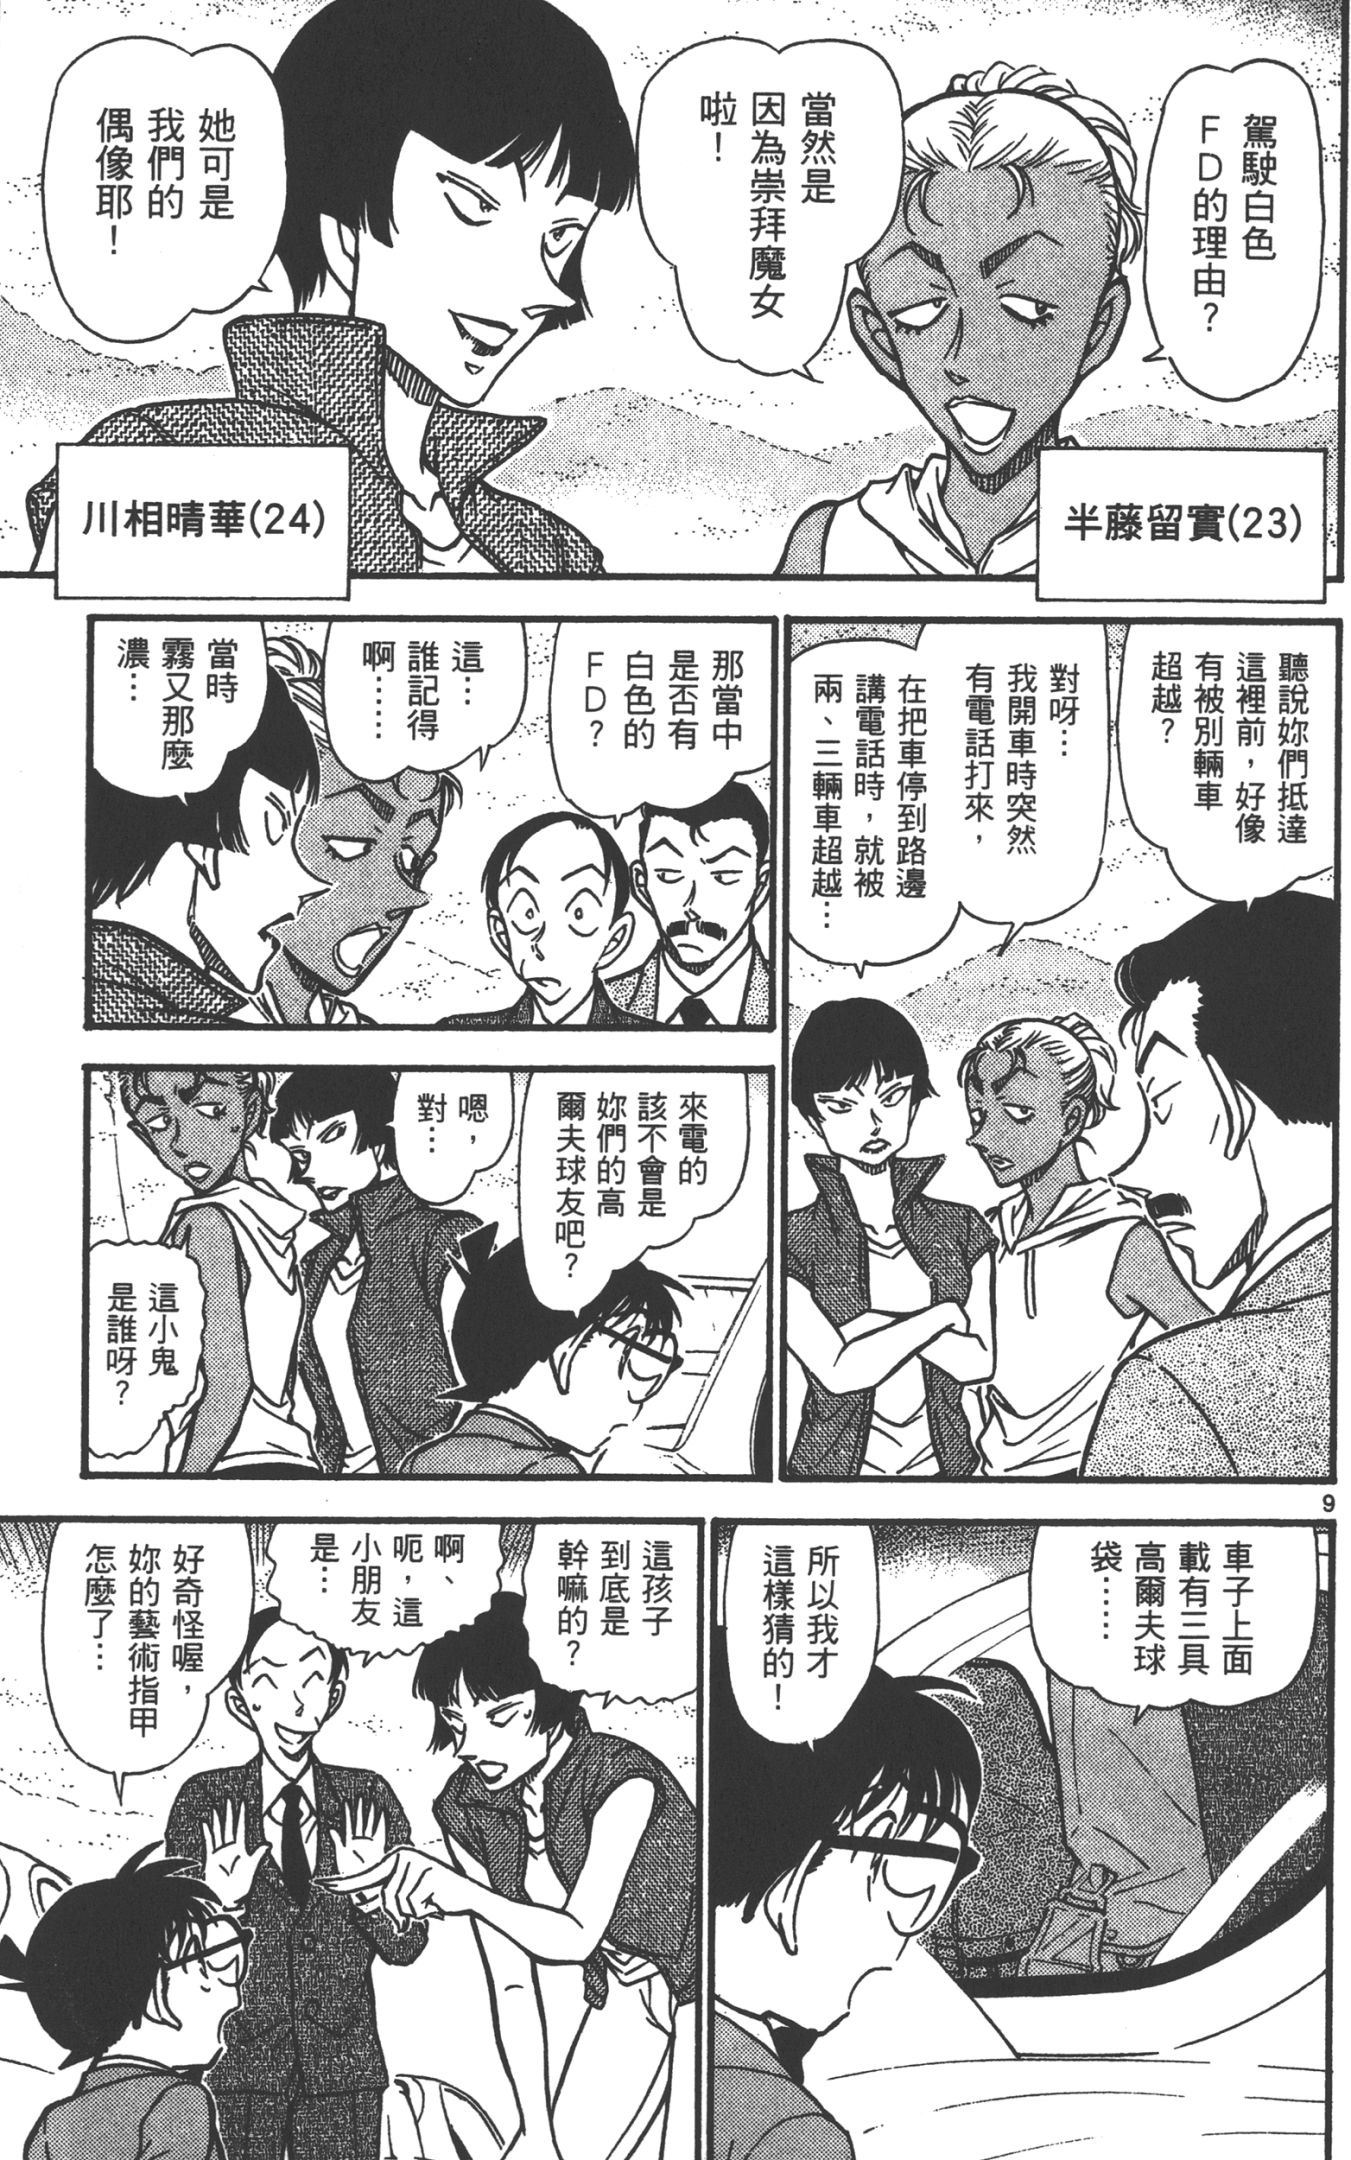 駕駛白色
FD的理由？
當然是
因為崇拜魔女
啦！
她可是
我們的
偶像耶！
半藤留實(23)
川相晴華(24)
聽說妳們抵達
這裡前，好像
有被別輛車
超越？
對呀…
我開車時突然
有電話打來，
在把車停到路邊
講電話時，就被
兩、三輛車超越…
那當中
是否有
白色的
FD？
這…
誰記得
啊……
當時
霧又那麼
濃…
來電的
該不會是
妳們的高
爾夫球友吧？
嗯，
對…
這小鬼
是誰呀？
9
車子上面
載有三具
高爾夫球
袋……
所以我才
這樣猜的！
這孩子
到底是
幹嘛的？
啊、
呃，這
小朋友
是…
好奇怪喔，
妳的藝術指甲
怎麼了…